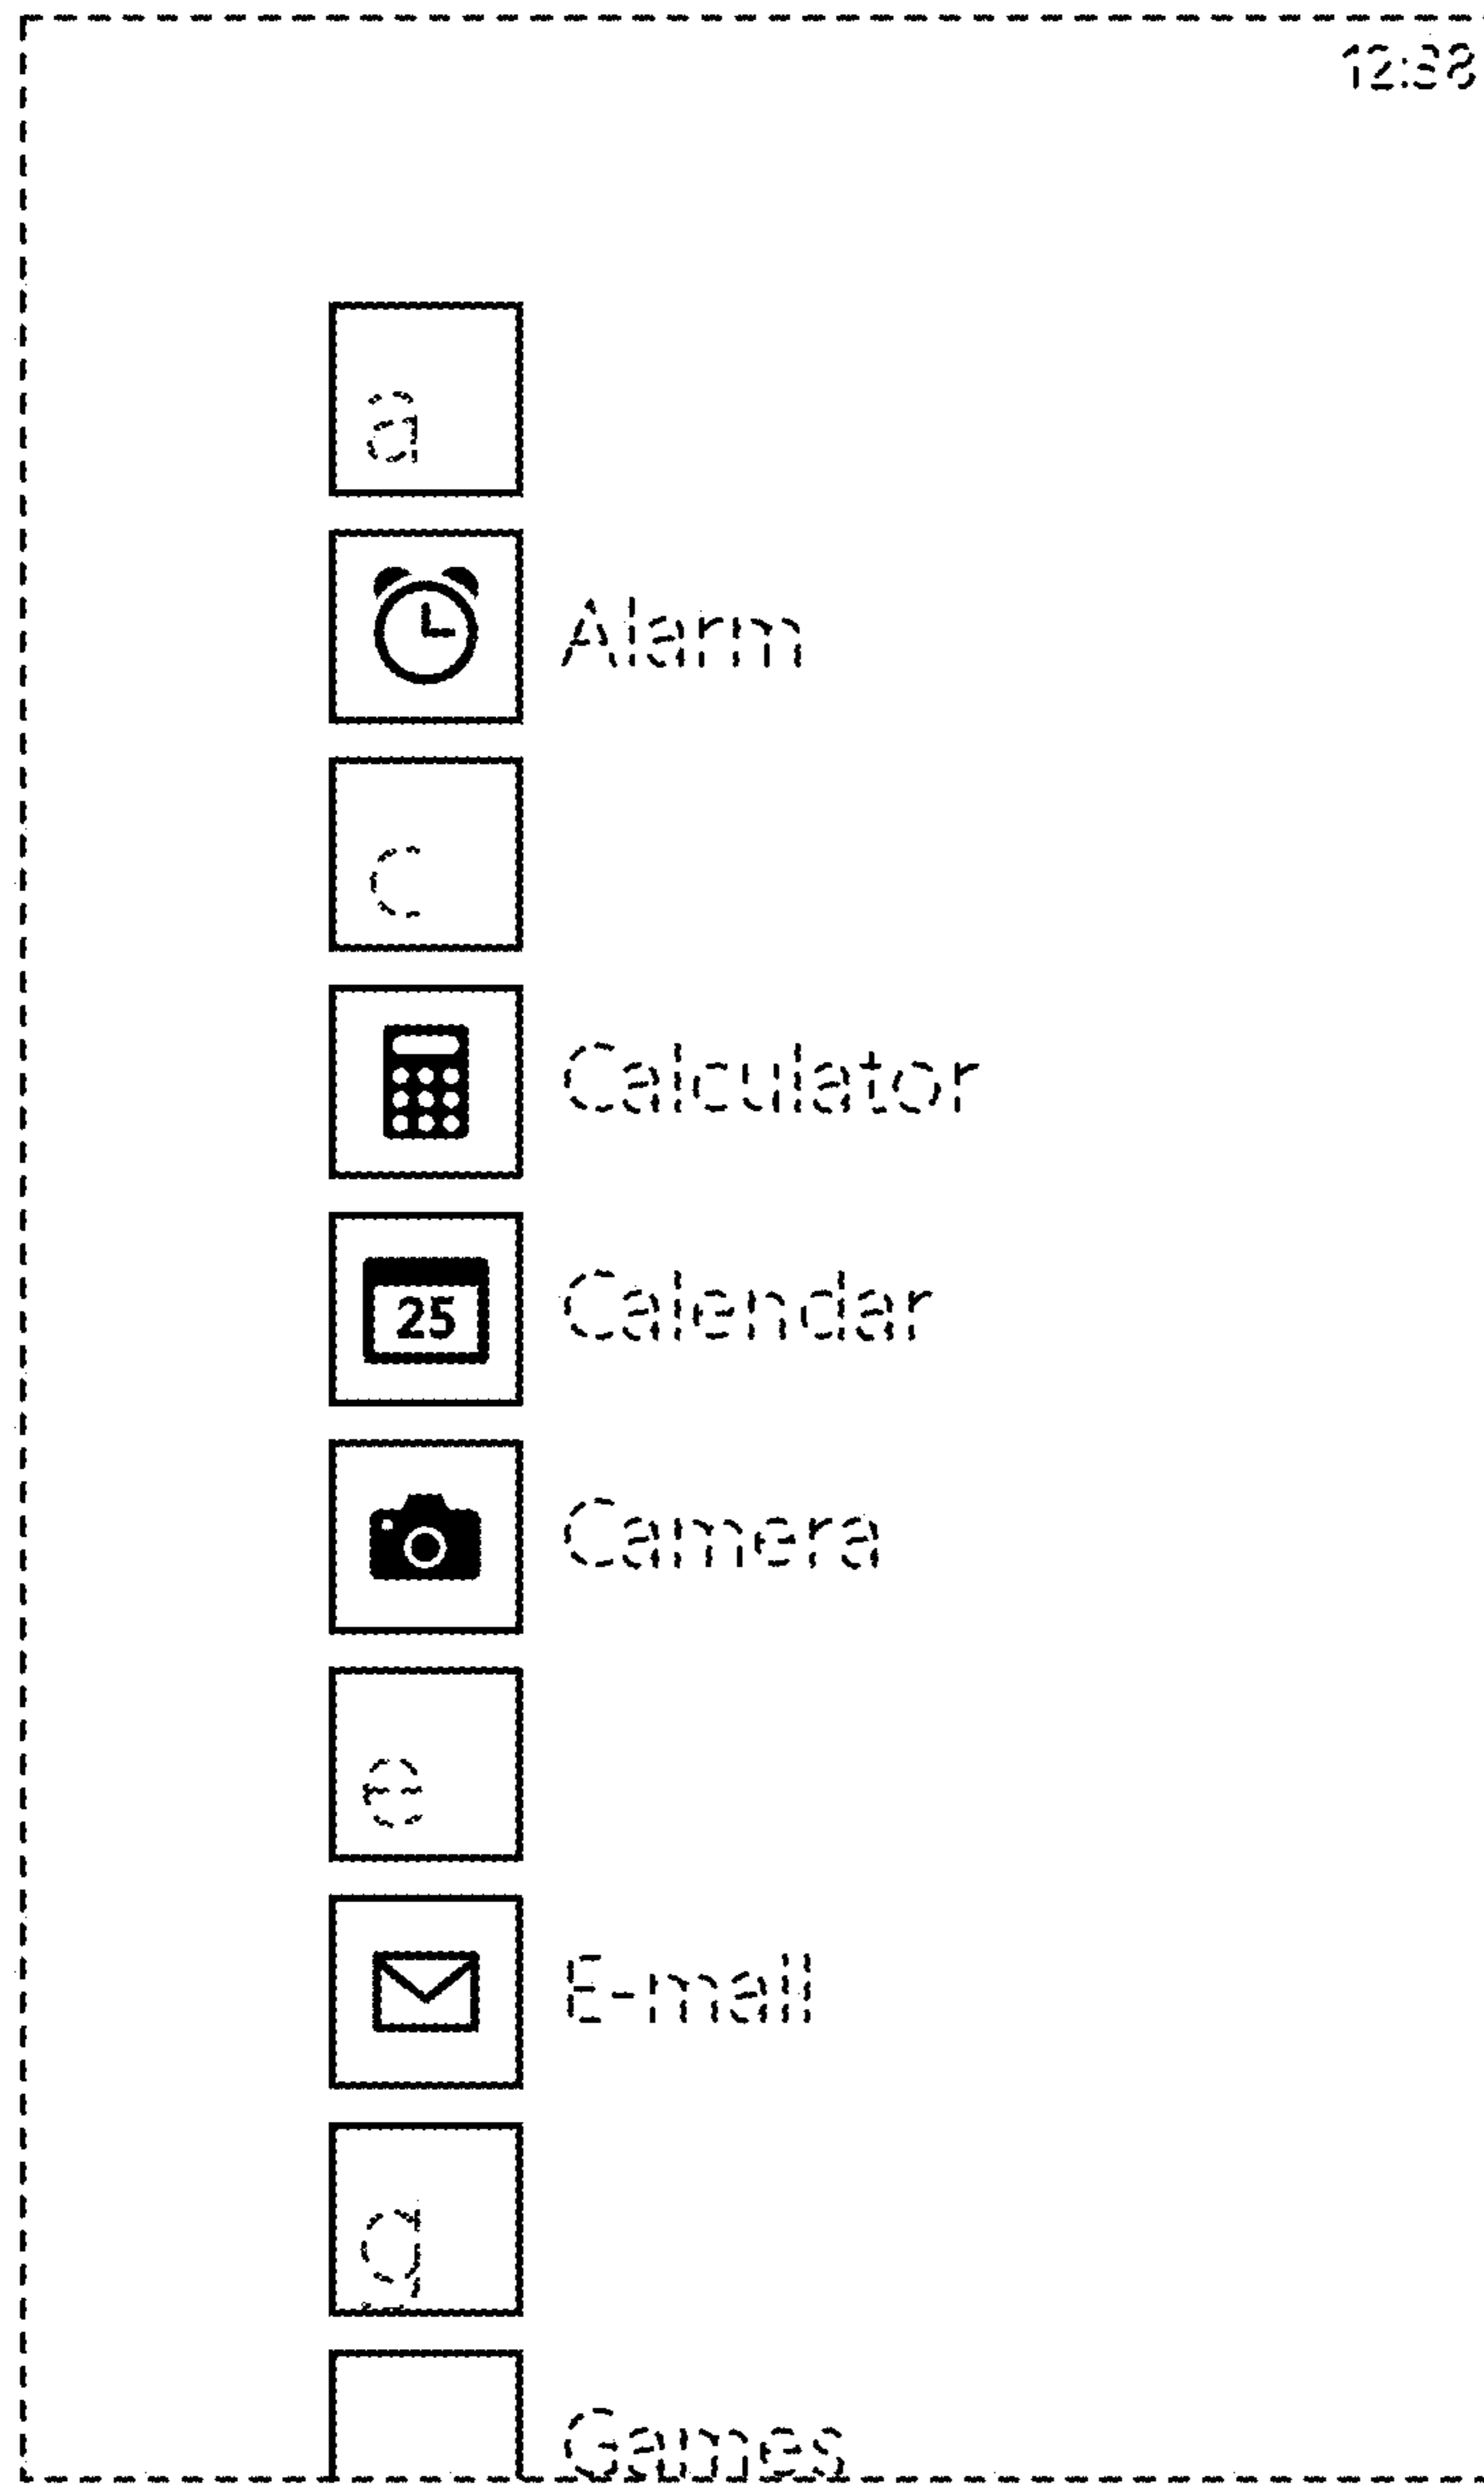 12:38
a
Alarm
c
Calculator
25 Calendar
Camera
e
E-mail
g
Games